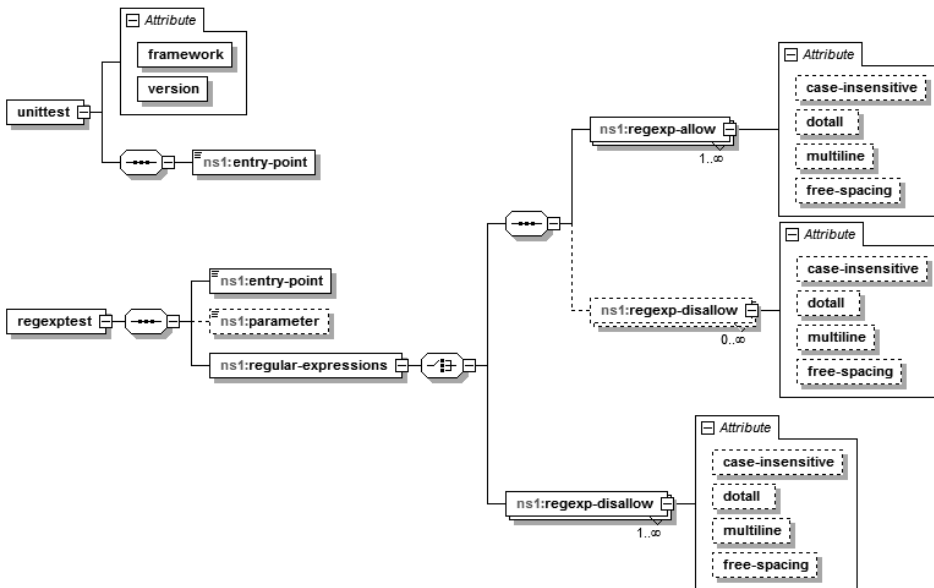 Attribute
framework
version
unittest
ns1:entry-point
Attribute
case-insensitive
dotall
multiline
free-spacing
ns1:regexp-allow
1..∞
Attribute
case-insensitive
dotall
multiline
free-spacing
ns1:regexp-disallow
0..∞
regexptest
ns1:entry-point
ns1:parameter
ns1:regular-expressions
Attribute
case-insensitive
dotall
multiline
free-spacing
ns1:regexp-disallow
1..∞